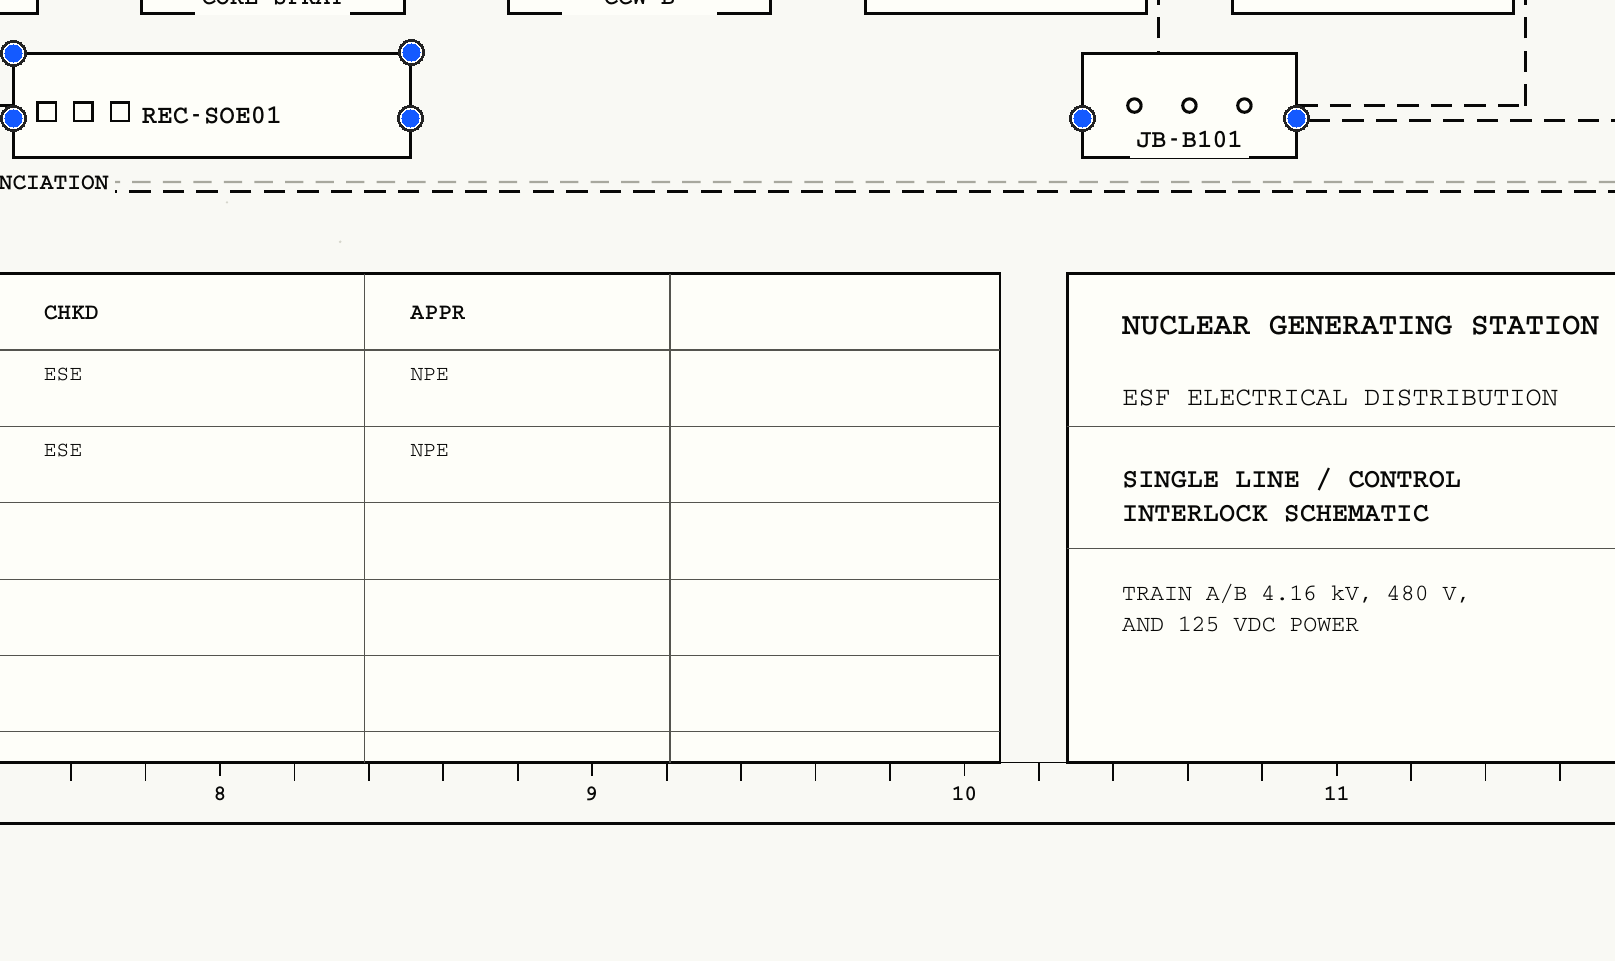 REC-SOE01
JB-B101
NCIATION
CHKD
APPR
ESE
NPE
ESE
NPE
NUCLEAR GENERATING STATION
ESF ELECTRICAL DISTRIBUTION
SINGLE LINE / CONTROL
INTERLOCK SCHEMATIC
TRAIN A/B 4.16 kV, 480 V,
AND 125 VDC POWER
8
9
10
11